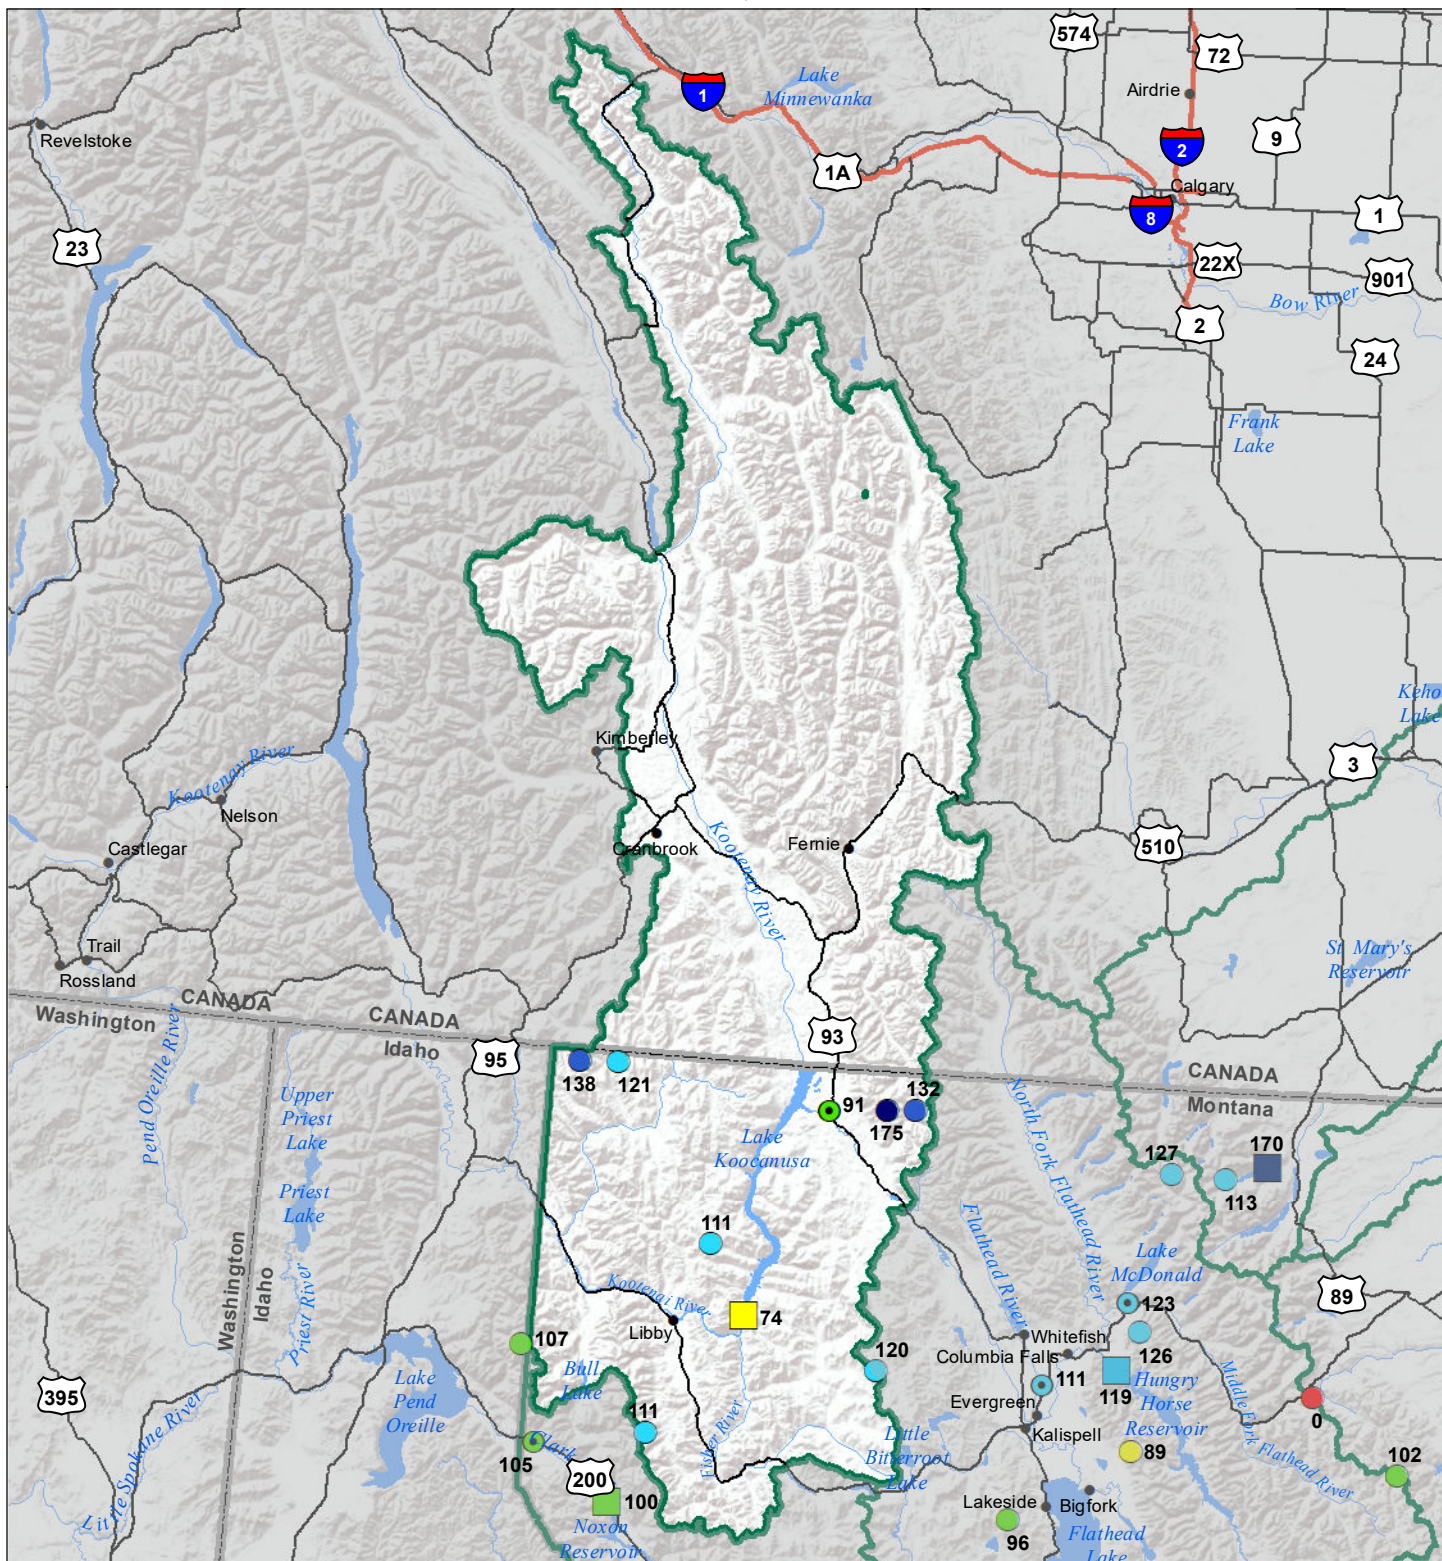 574
72
Airdrie
Lake
Minnewanka
1
Revelstoke
9
2
1A
Calgary
8
1
23
22X
901
Bow River
2
24
Frank
Lake
Keho
Lake
Kimberley
3
Kootenay River
Nelson
Castlegar
Cranbrook
Kootenay River
Fernie
510
Trail
Rossland
St. Mary's
Reservoir
CANADA
Washington
CANADA
Idaho
95
93
CANADA
Montana
138
121
91
175
132
Pend Oreille River
Upper
Priest
Lake
Priest
Lake
Lake
Koocanusa
North Fork Flathead River
127
113
170
111
Flathead River
Lake
McDonald
Washington
Idaho
Priest River
Kootenai River
Libby
74
123
89
Whitefish
Columbia Falls
126
107
Bull
Lake
120
119
Hungry
Horse
Reservoir
111
Evergreen
Kalispell
Middle Fork Flathead River
0
395
Lake
Pend
Oreille
Little Spokane River
111
Fisher River
Little
Bitterroot
Lake
105
Clark
200
100
Noxon
Reservoir
89
102
Lakeside
Bigfork
96
Flathead
Lake